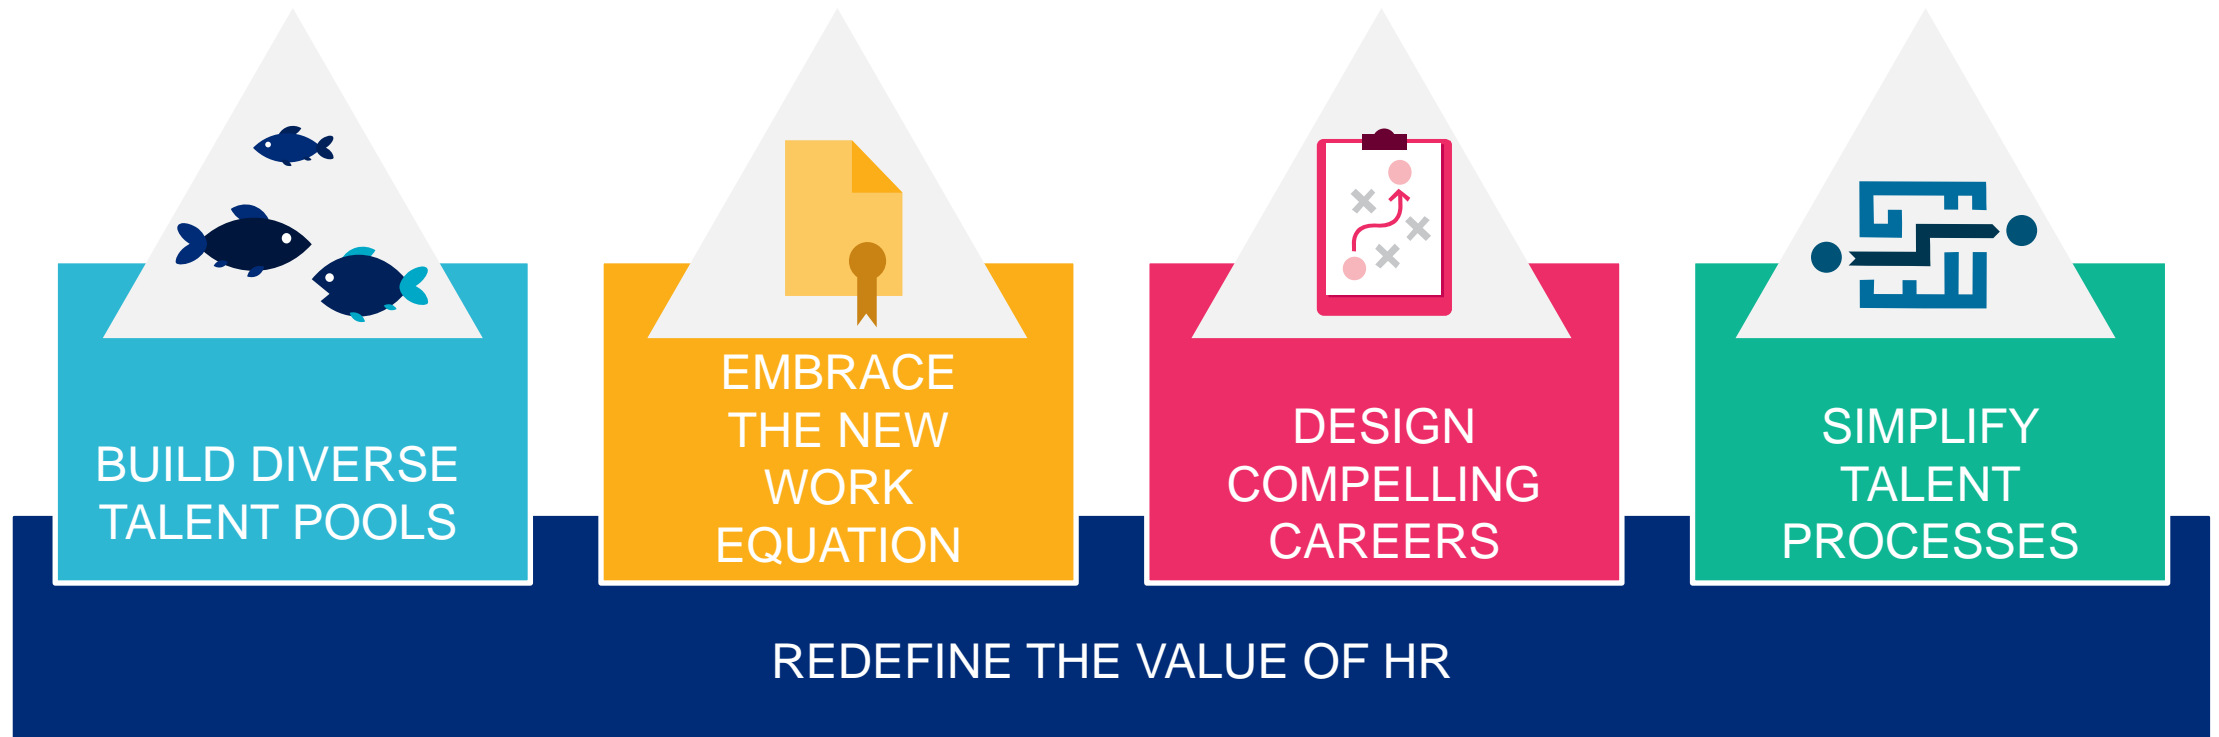 BUILD DIVERSE
TALENT POOLS
EMBRACE
THE NEW
WORK
EQUATION
DESIGN
COMPELLING
CAREERS
SIMPLIFY
TALENT
PROCESSES
REDEFINE THE VALUE OF HR